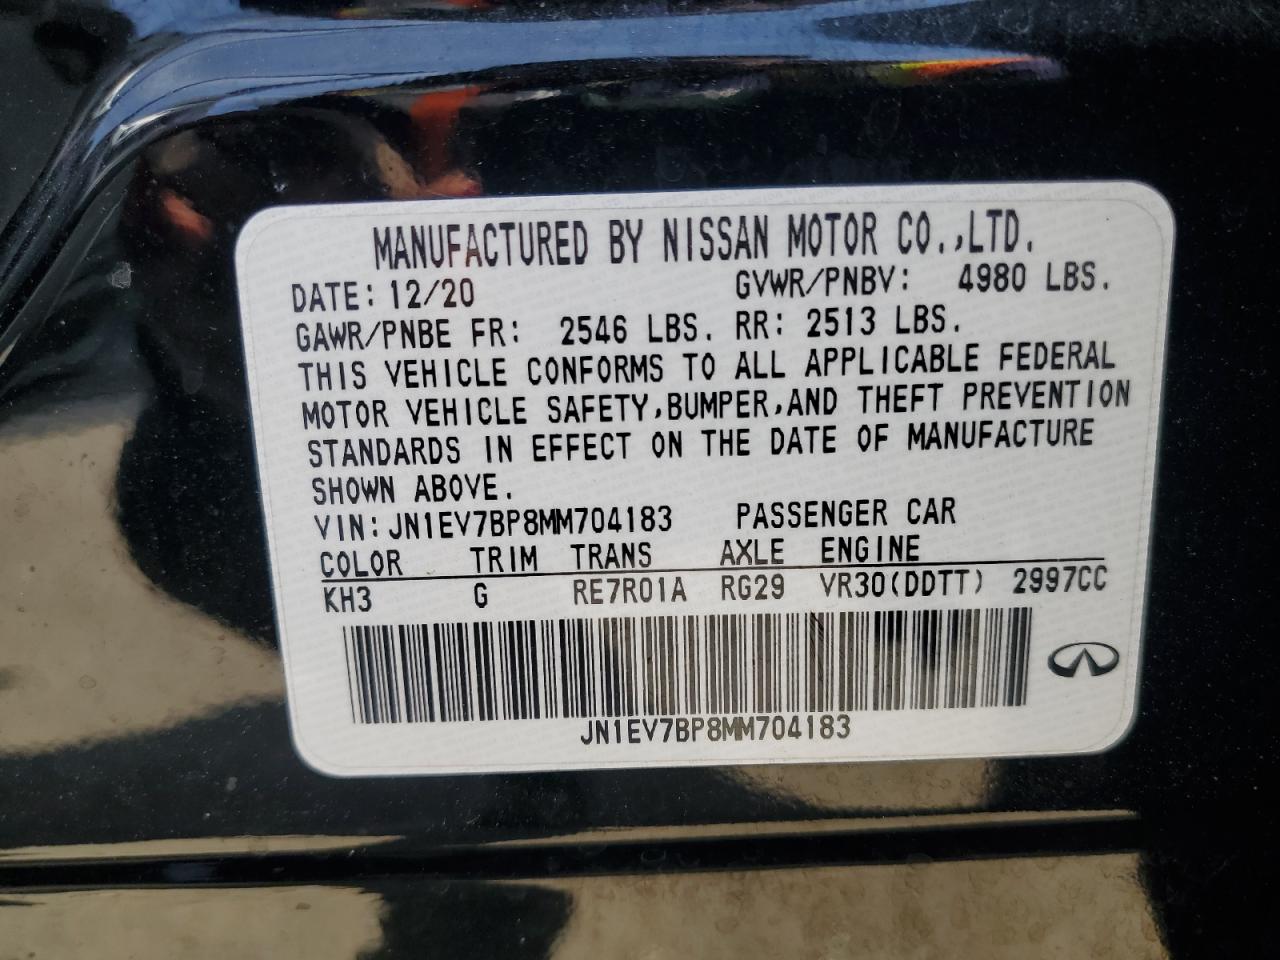 MANUFACTURED BY NISSAN MOTOR CO.,LTD.
DATE: 12/20 GVWR/PNBV: 4980 LBS.
GAWR/PNBE FR: 2546 LBS. RR: 2513 LBS.
THIS VEHICLE CONFORMS TO ALL APPLICABLE FEDERAL
MOTOR VEHICLE SAFETY,BUMPER,AND THEFT PREVENTION
STANDARDS IN EFFECT ON THE DATE OF MANUFACTURE
SHOWN ABOVE.
VIN:JN1EV7BP8MM704183 PASSENGER CAR
COLOR TRIM TRANS AXLE ENGINE
KH3 G RE7R01A RG29 VR30(DDTT) 2997CC
JN1EV7BP8MM704183